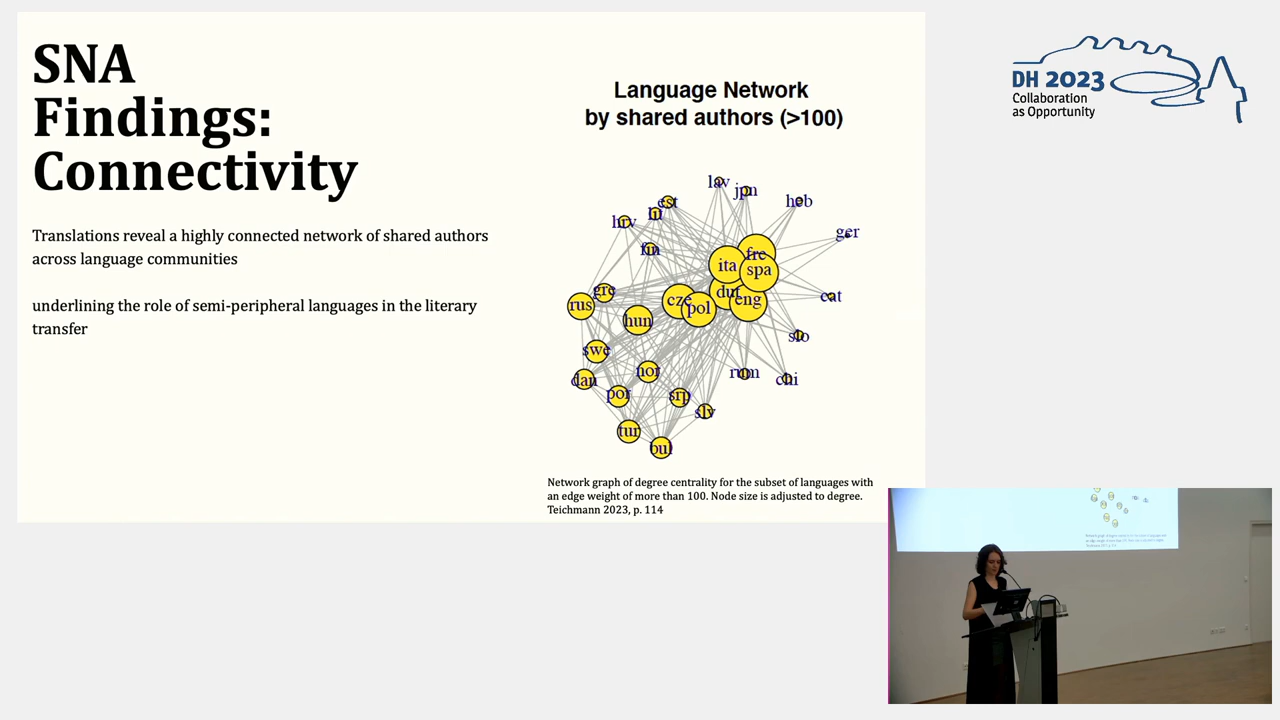 SNA
Findings:
Connectivity
Translations reveal a highly connected network of shared authors
across language communities
underlining the role of semi-peripheral languages in the literary
transfer
Language Network
by shared authors (>100)
lav
jpn
heb
est
lit
hrv
ger
fin
fre
ita
spa
cat
dut
eng
cze
pol
gre
rus
hun
slo
swe
nor
rum
chi
dan
por
srp
slv
tur
bul
Network graph of degree centrality for the subset of languages with
an edge weight of more than 100. Node size is adjusted to degree.
Teichmann 2023, p. 114
DH 2023
Collaboration
as Opportunity